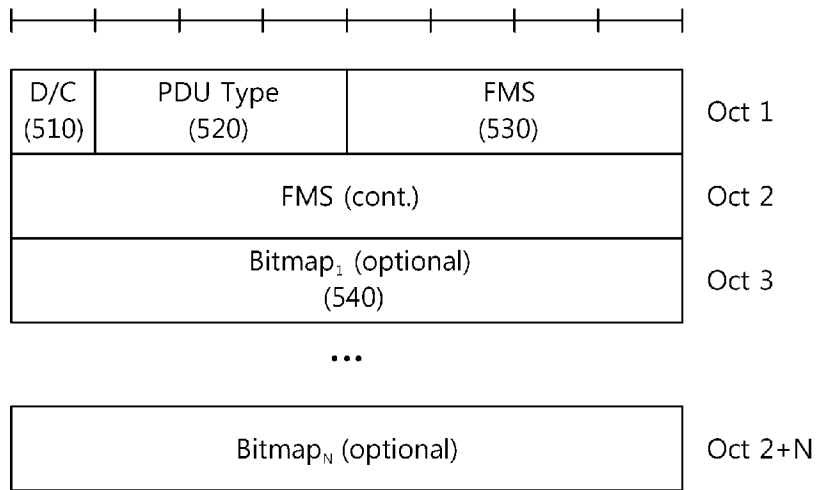 D/C PDU Type FMS
(510) (520) (530) Oct 1
FMS (cont.) Oct 2
Bitmap₁ (optional)
(540) Oct 3
...
Bitmap_N (optional) Oct 2+N